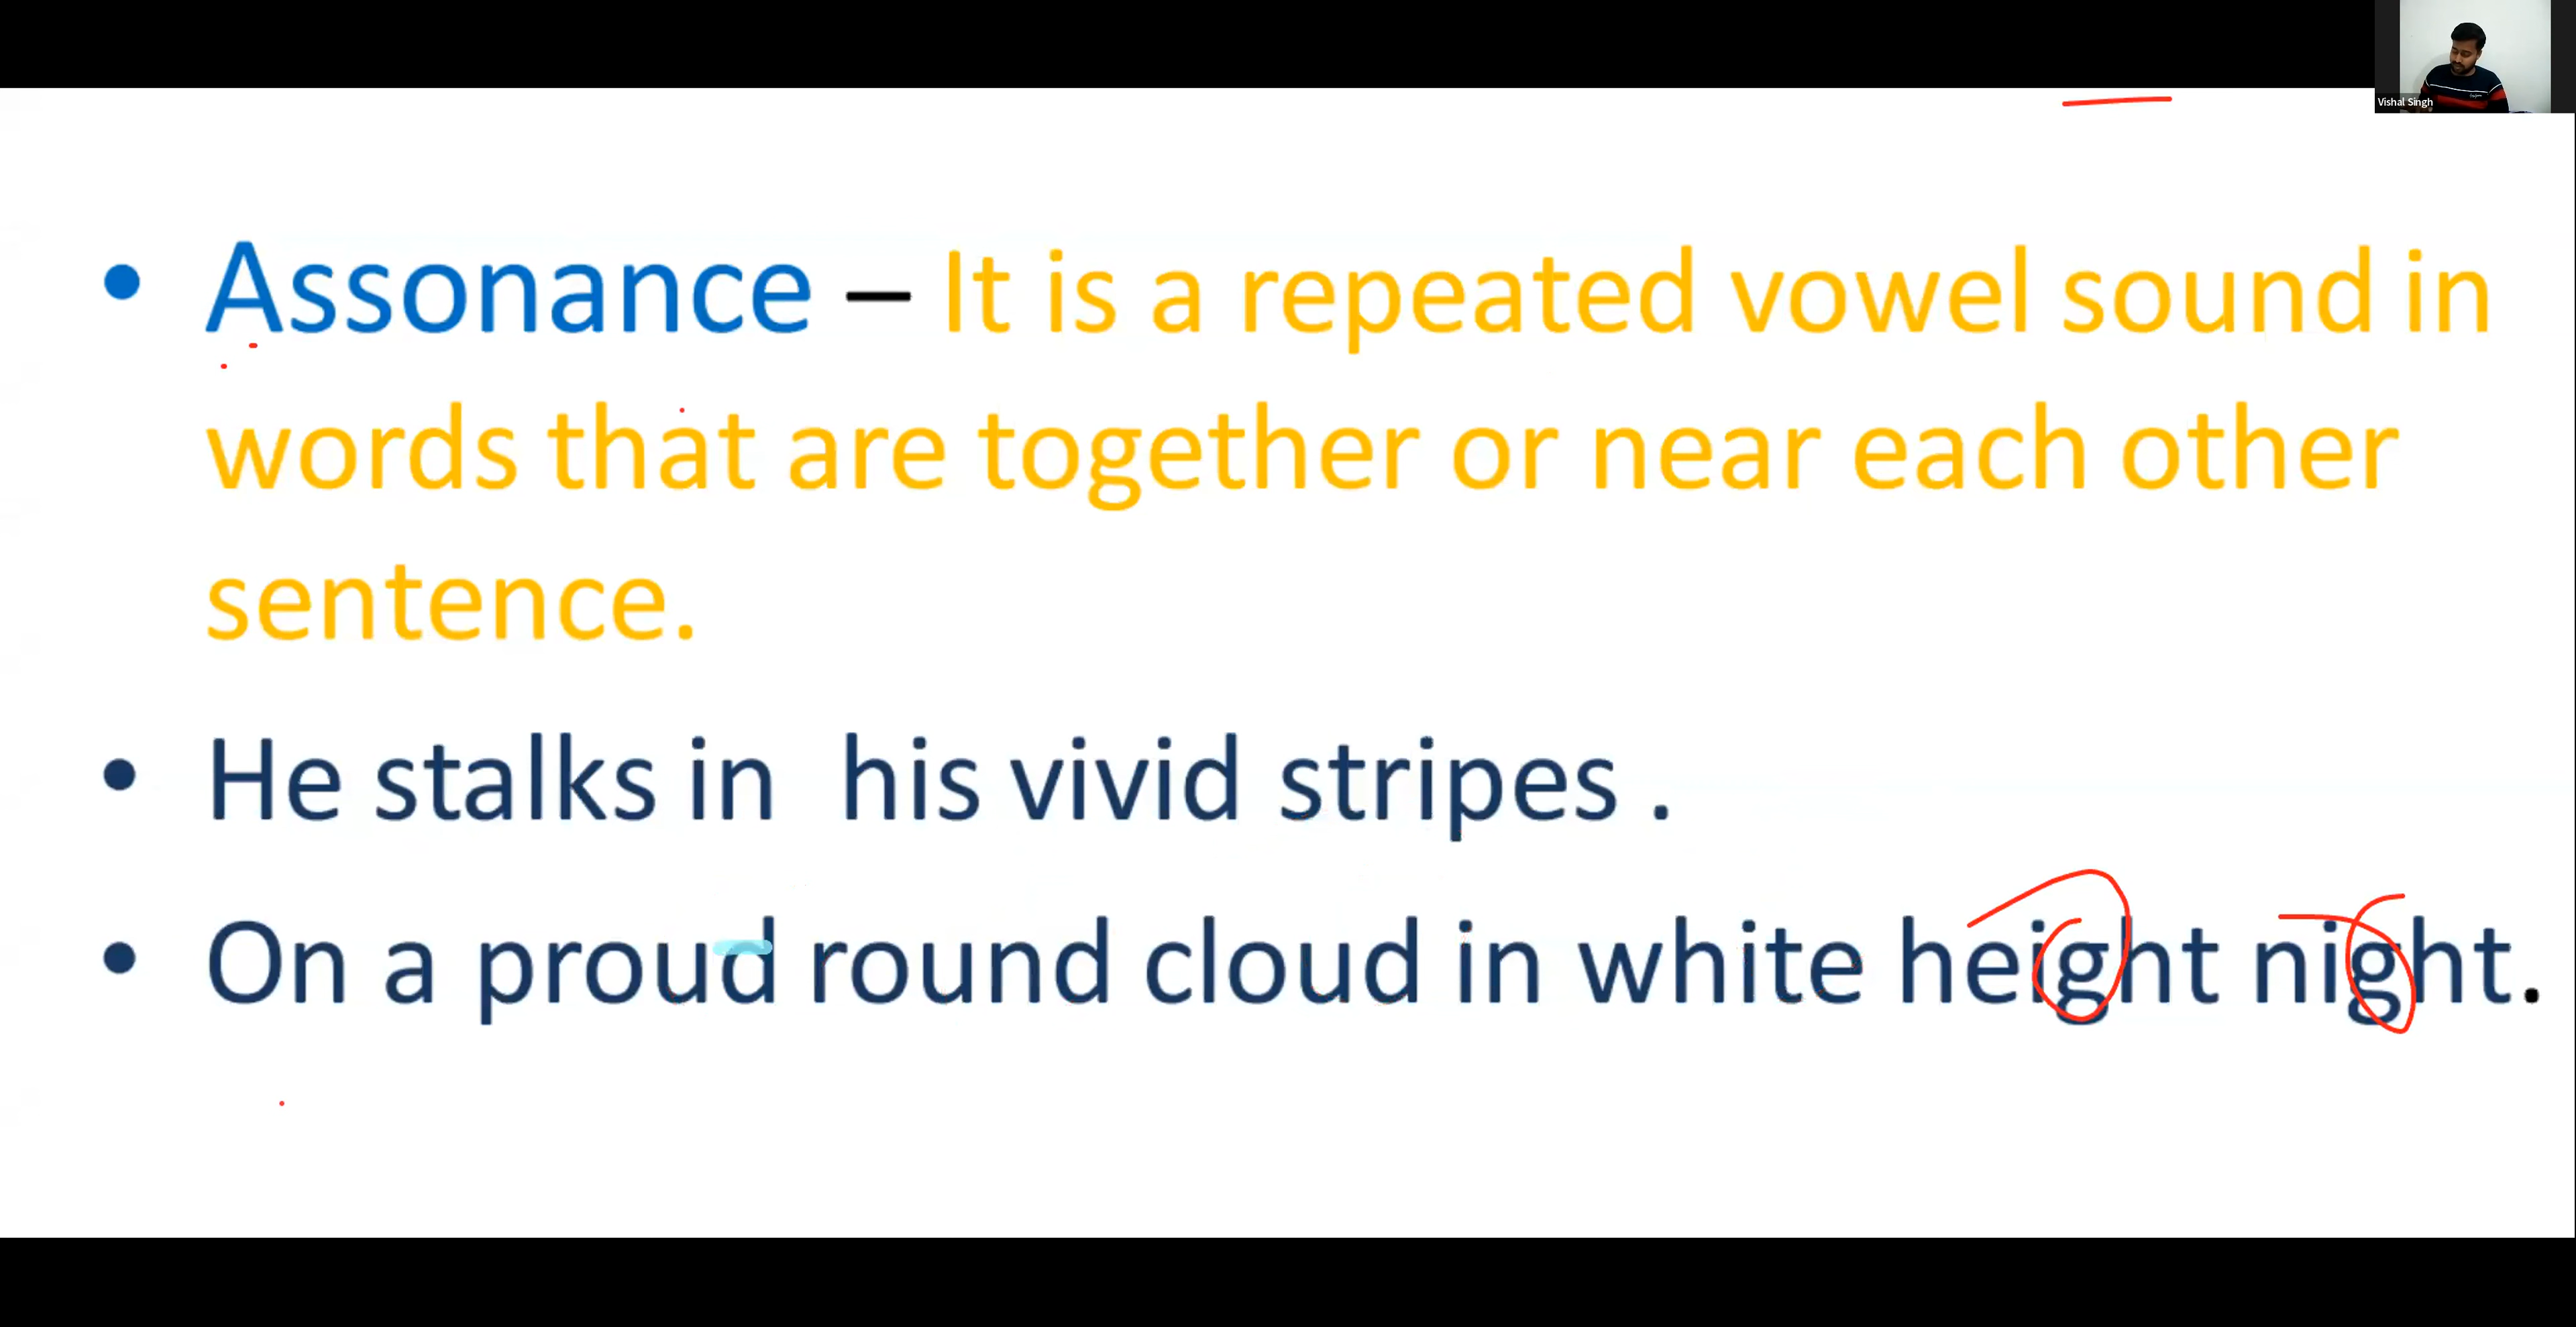 Vishal Singh
• Assonance – It is a repeated vowel sound in
words that are together or near each other
sentence.
• He stalks in his vivid stripes .
• On a proud round cloud in white height night.